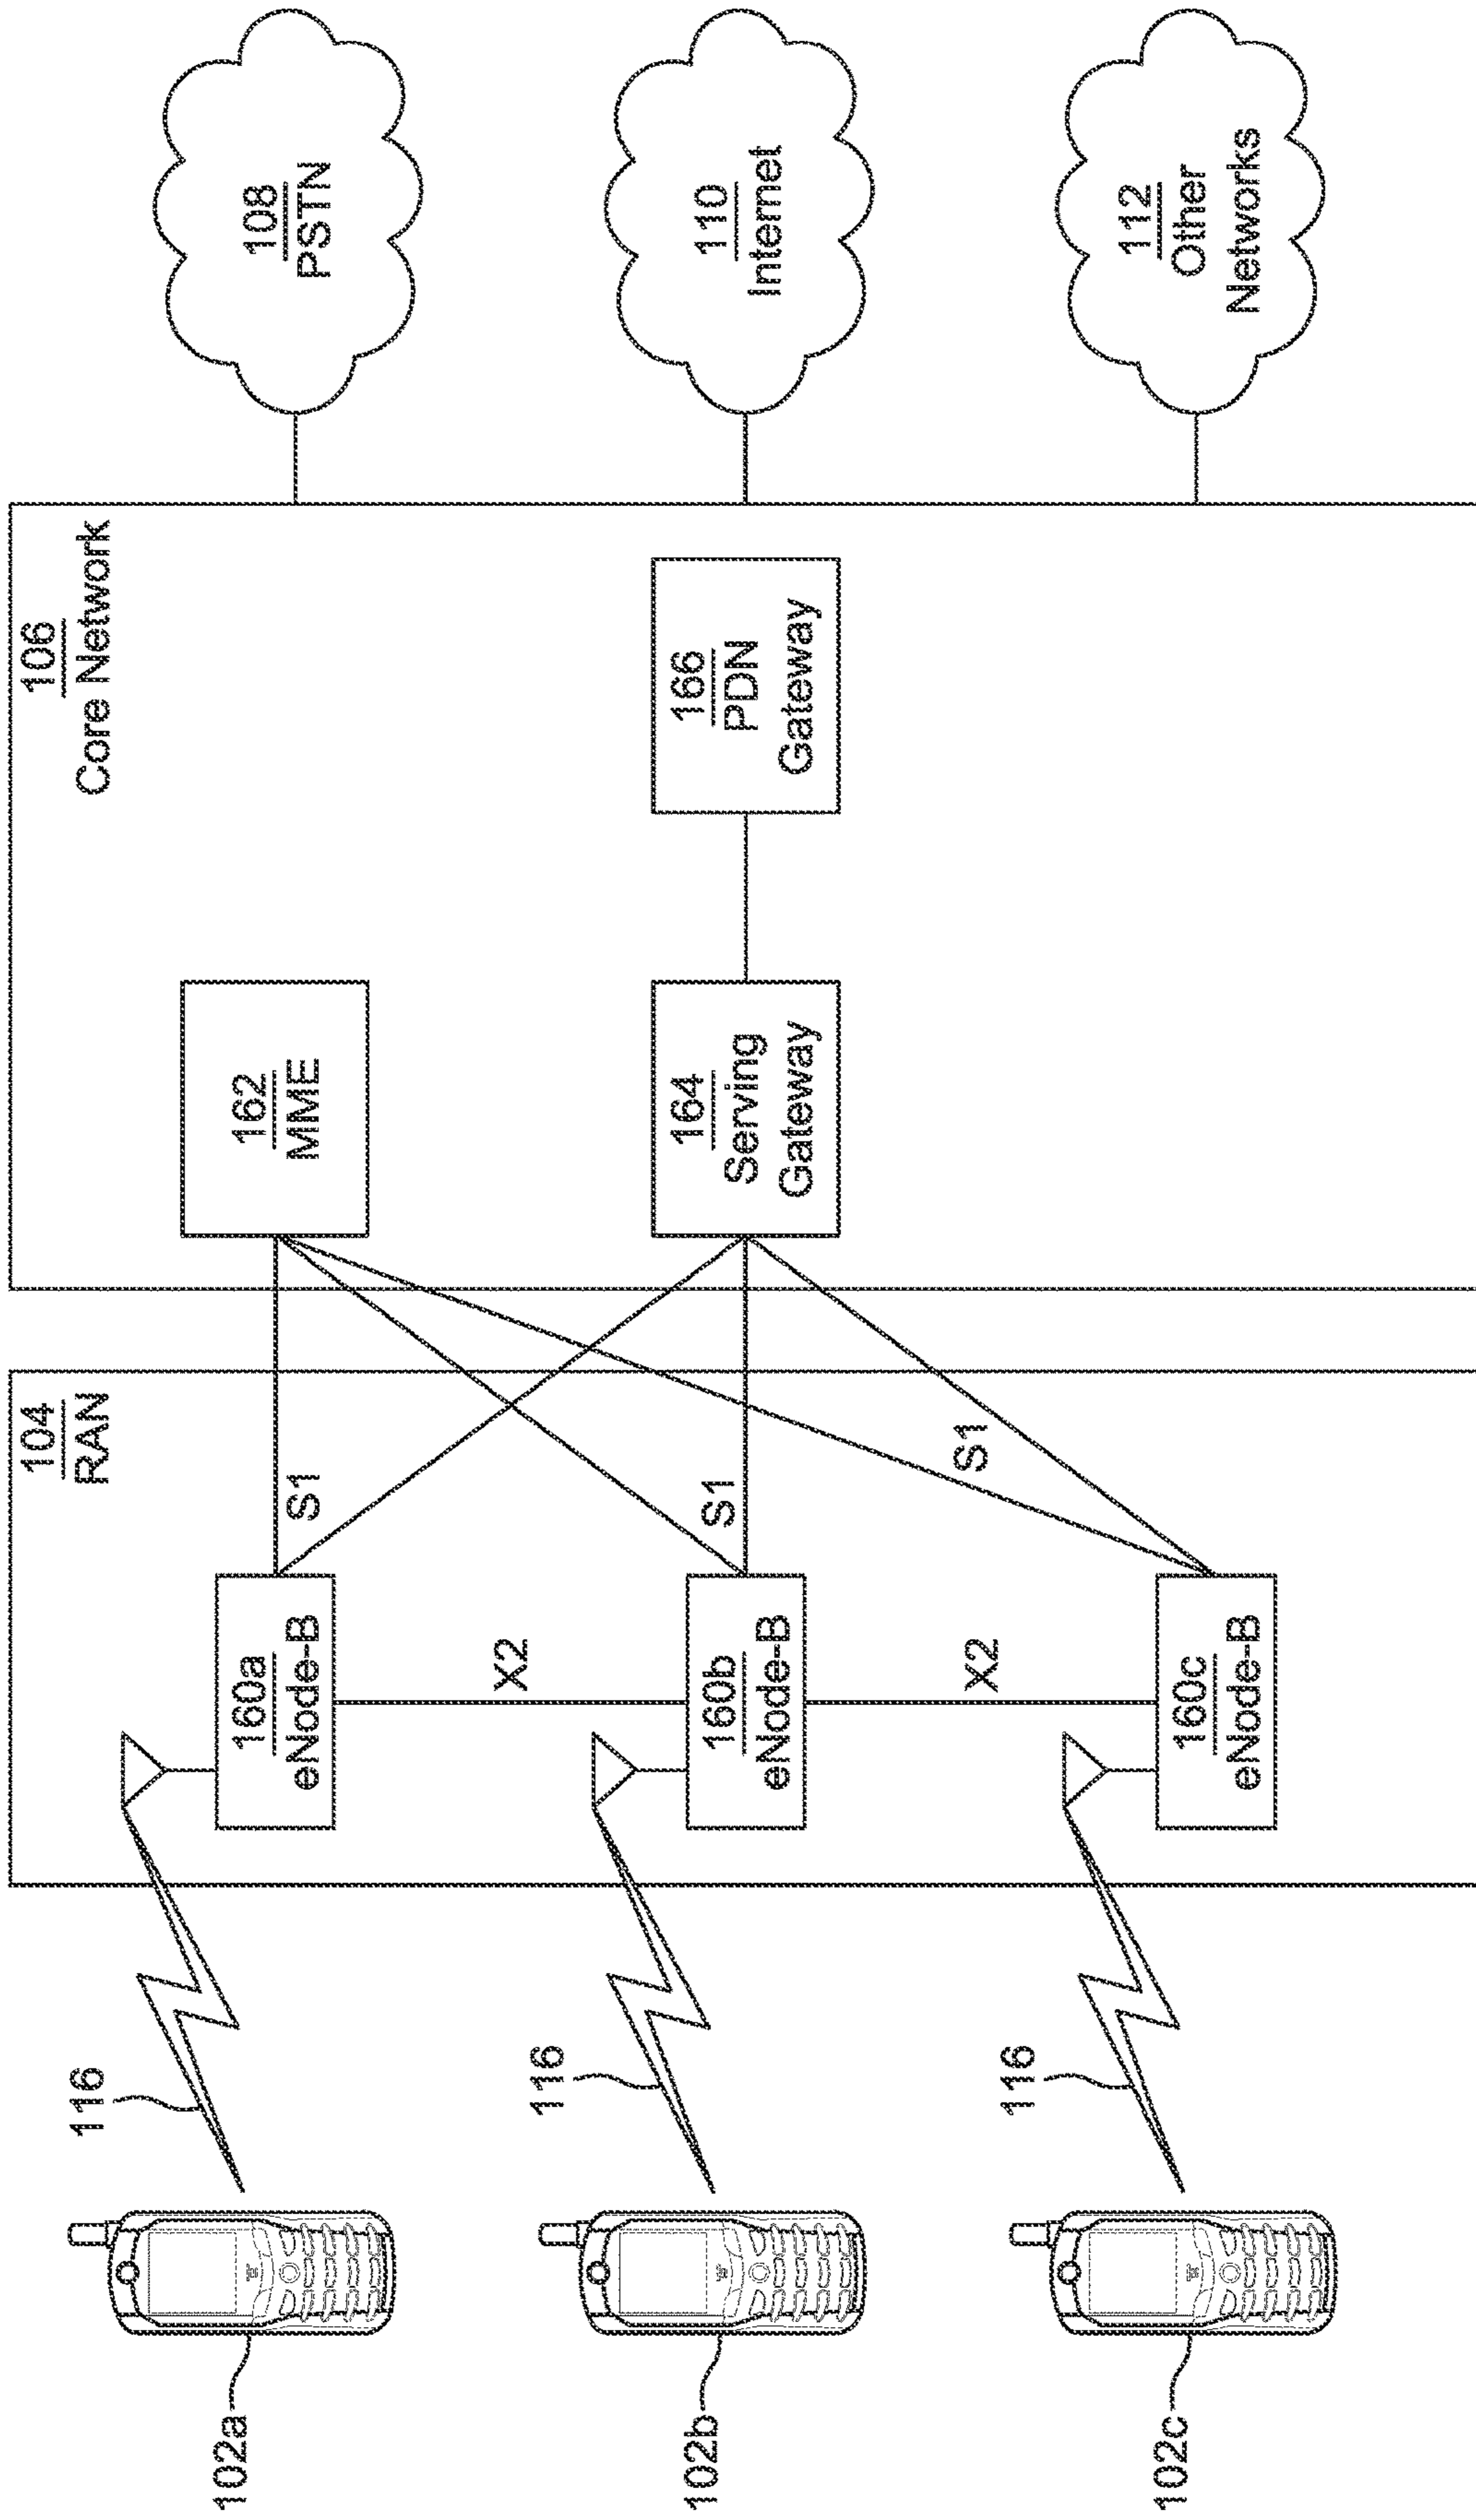 102a
116
102b
116
102c
116
104
RAN
160a
eNode-B
S1
X2
160b
eNode-B
S1
X2
160c
eNode-B
S1
106
Core Network
162
MME
164
Serving
Gateway
166
PDN
Gateway
108
PSTN
110
Internet
112
Other
Networks